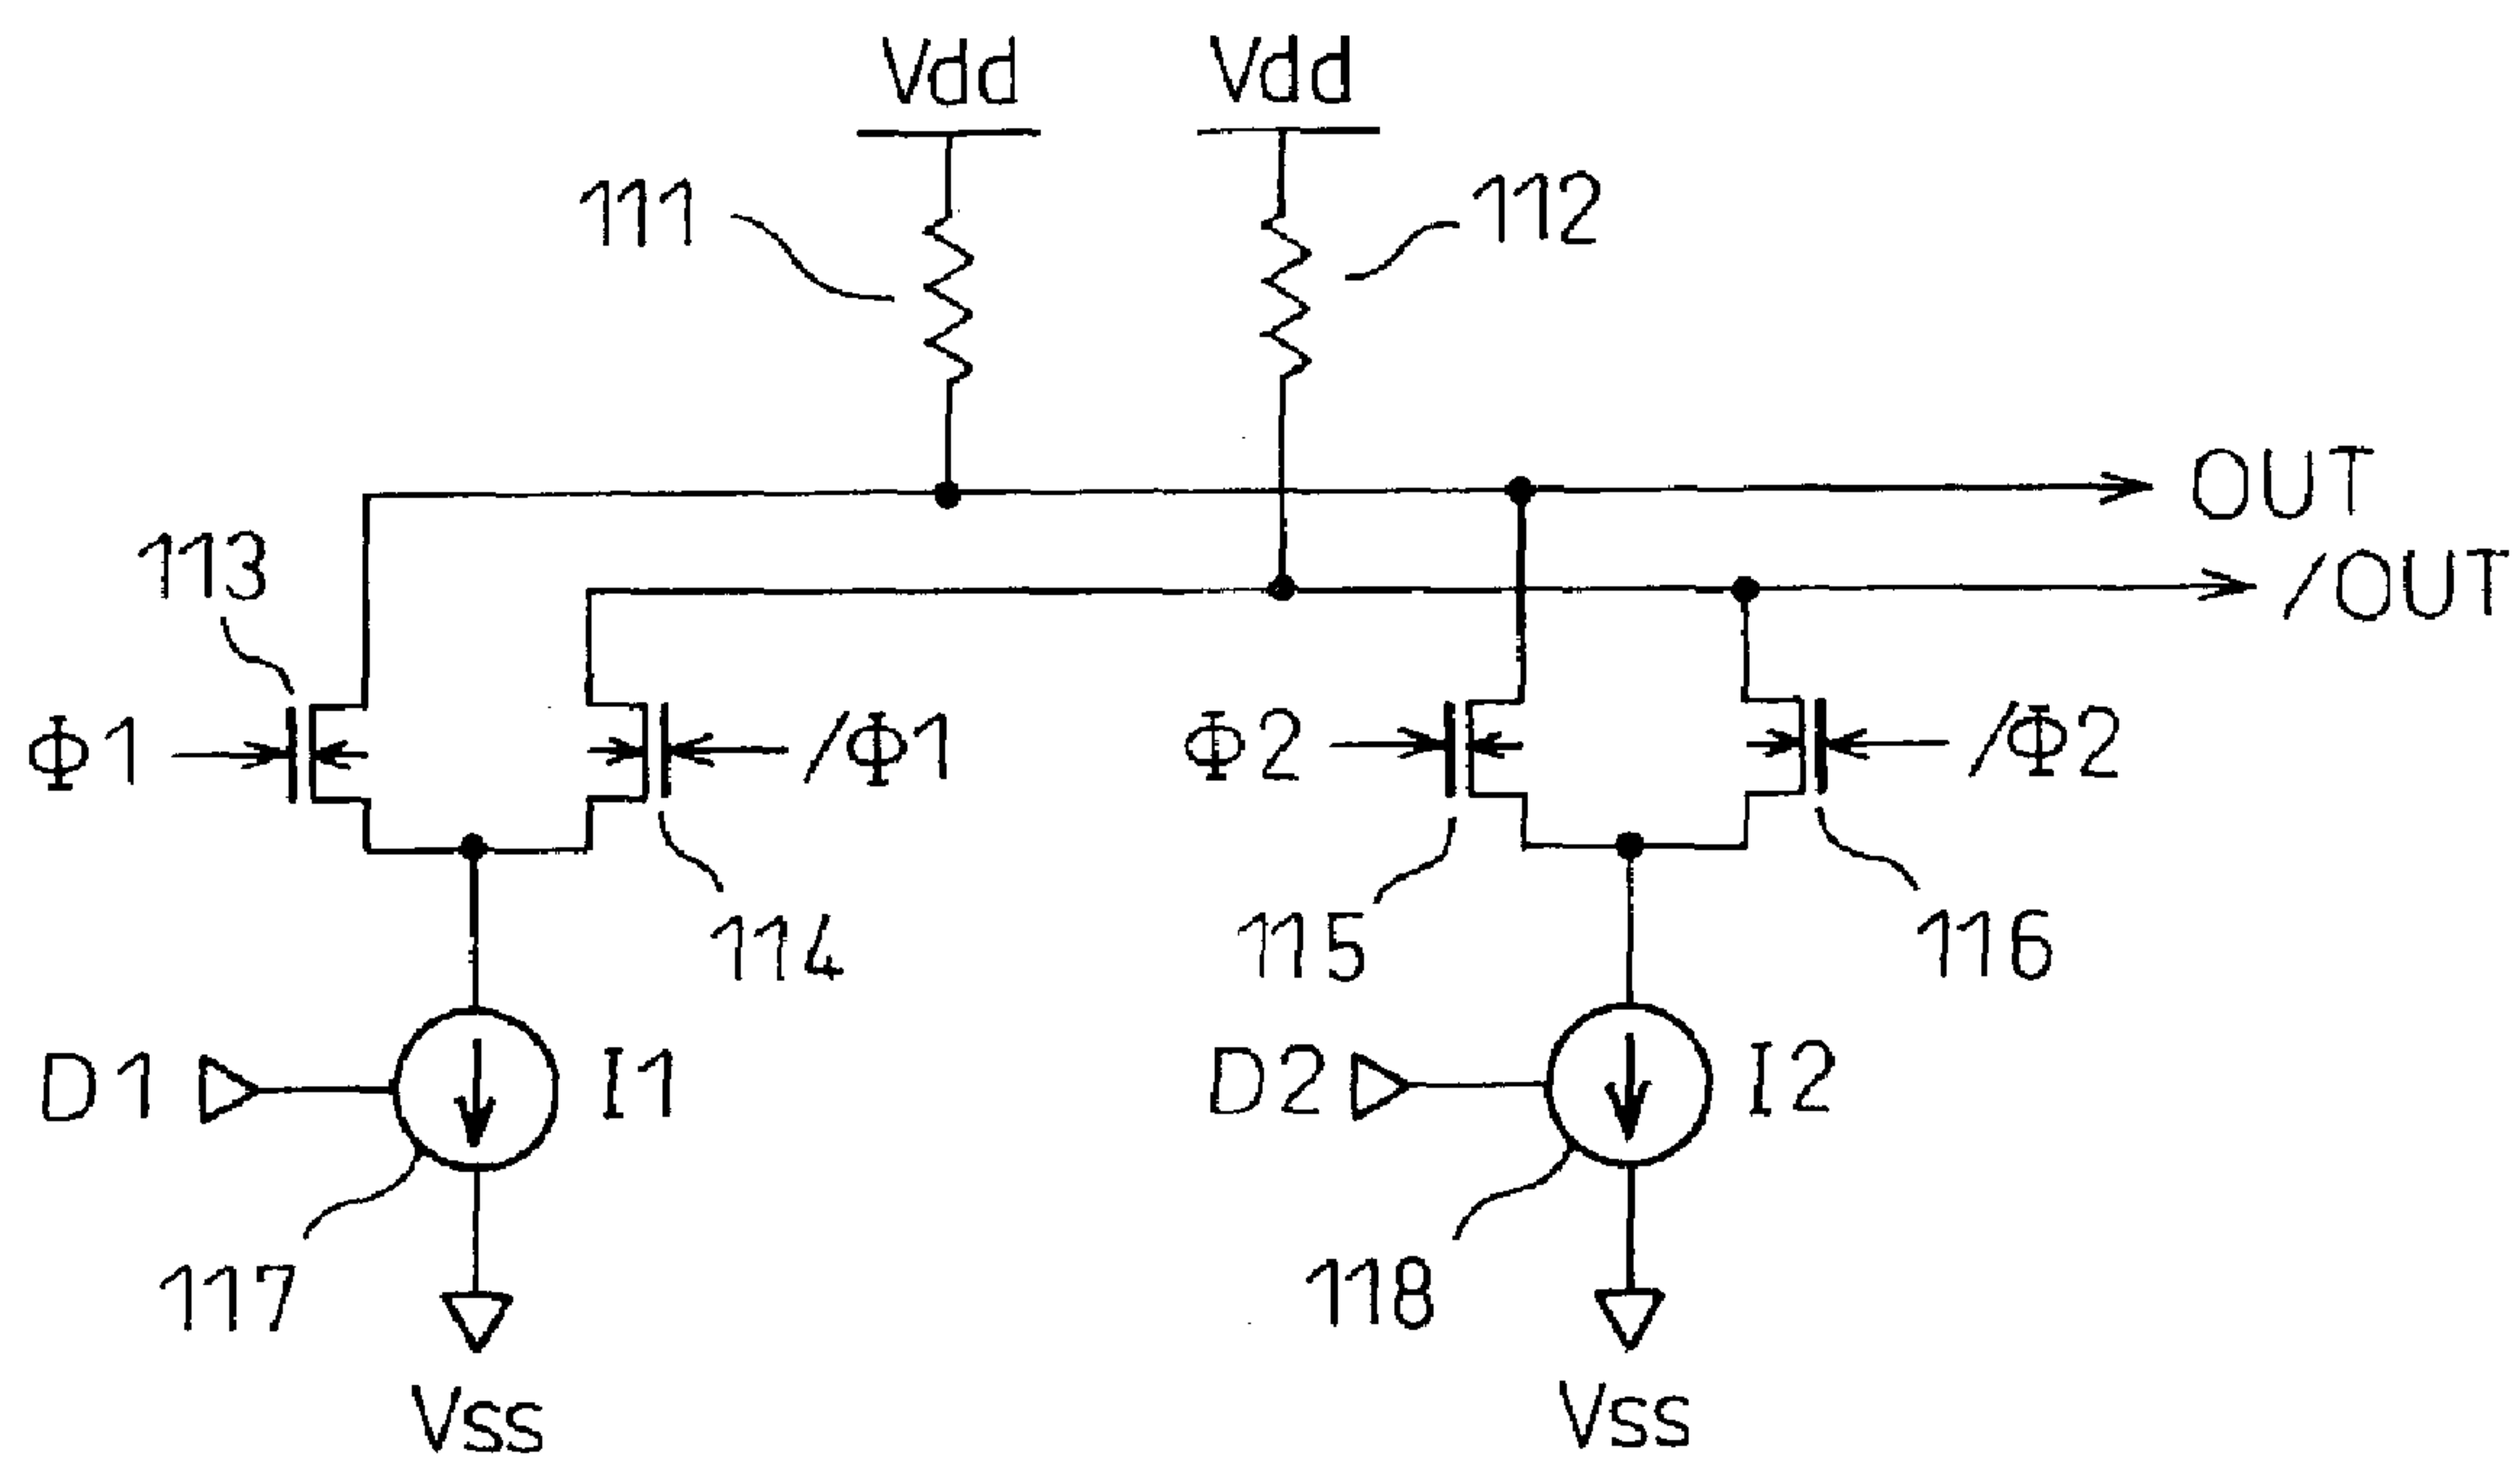 Vdd Vdd
111 112
OUT
/OUT
113
Φ1 /Φ1 Φ2 /Φ2
114 115 116
D1 I1 D2 I2
117 118
Vss Vss